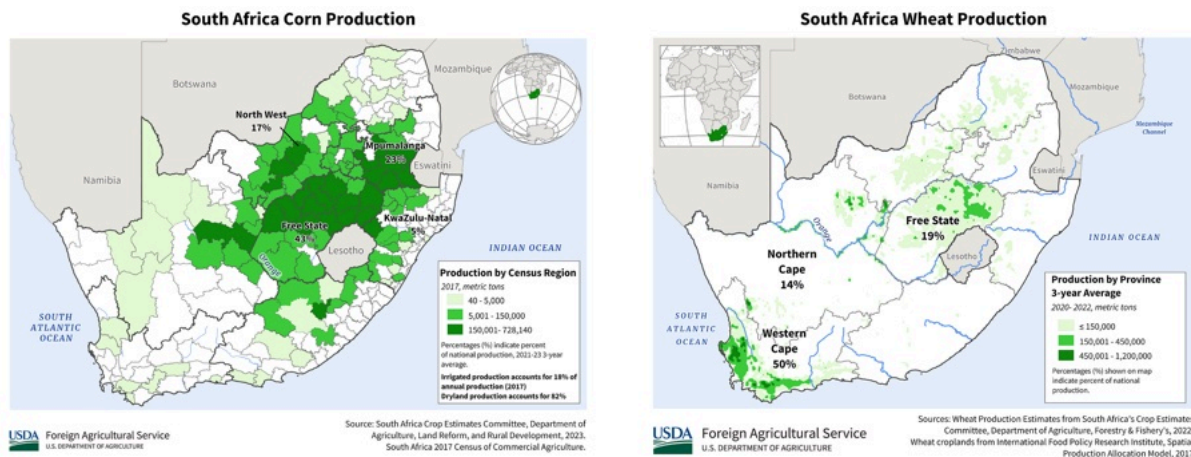 South Africa Corn Production
Botswana
Mozambique
North West
17%
Mpumalanga
23%
Eswatini
Namibia
KwaZulu-Natal
5%
Free State
43%
Lesotho
Orange
INDIAN OCEAN
SOUTH
ATLANTIC
OCEAN
Production by Census Region
2017, metric tons
40 - 5,000
5,001 - 150,000
150,001- 728,140
Percentages (%) indicate percent
of national production, 2021-23 3-year
average.
Irrigated production accounts for 18% of
annual production (2017)
Dryland production accounts for 82%
USDA
Foreign Agricultural Service
U.S. DEPARTMENT OF AGRICULTURE
Source: South Africa Crop Estimates Committee, Department of
Agriculture, Land Reform, and Rural Development, 2023.
South Africa 2017 Census of Commercial Agriculture.
South Africa Wheat Production
Zimbabwe
Botswana
Mozambique
Mozambique
Channel
Namibia
Eswatini
Orange
Free State
19%
Lesotho
INDIAN OCEAN
Northern
Cape
14%
SOUTH
ATLANTIC
OCEAN
Western
Cape
50%
Production by Province
3-year Average
2020- 2022, metric tons
≤ 150,000
150,001 - 450,000
450,001 - 1,200,000
Percentages (%) shown on map
indicate percent of national
production.
USDA
Foreign Agricultural Service
U.S. DEPARTMENT OF AGRICULTURE
Sources: Wheat Production Estimates from South Africa's Crop Estimates
Committee, Department of Agriculture, Forestry & Fishery's, 2022
Wheat croplands from International Food Policy Research Institute, Spatia
Production Allocation Model, 2017